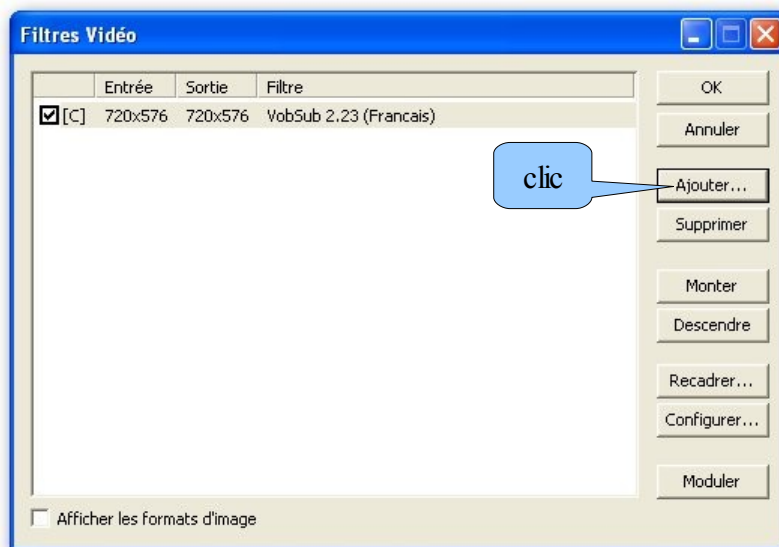 Filtres Vidéo
Entrée Sortie Filtre
[C] 720x576 720x576 VobSub 2.23 (Francais)
OK
Annuler
clic
Ajouter...
Supprimer
Monter
Descendre
Recadrer...
Configurer...
Moduler
Afficher les formats d'image